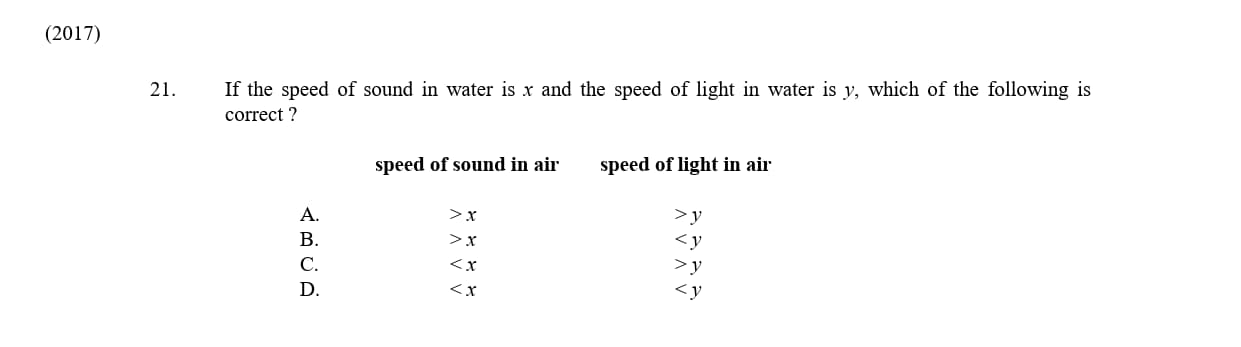 (2017)
21. If the speed of sound in water is x and the speed of light in water is y, which of the following is
correct ?
speed of sound in air speed of light in air
A. > x > y
B. > x < y
C. < x > y
D. < x < y